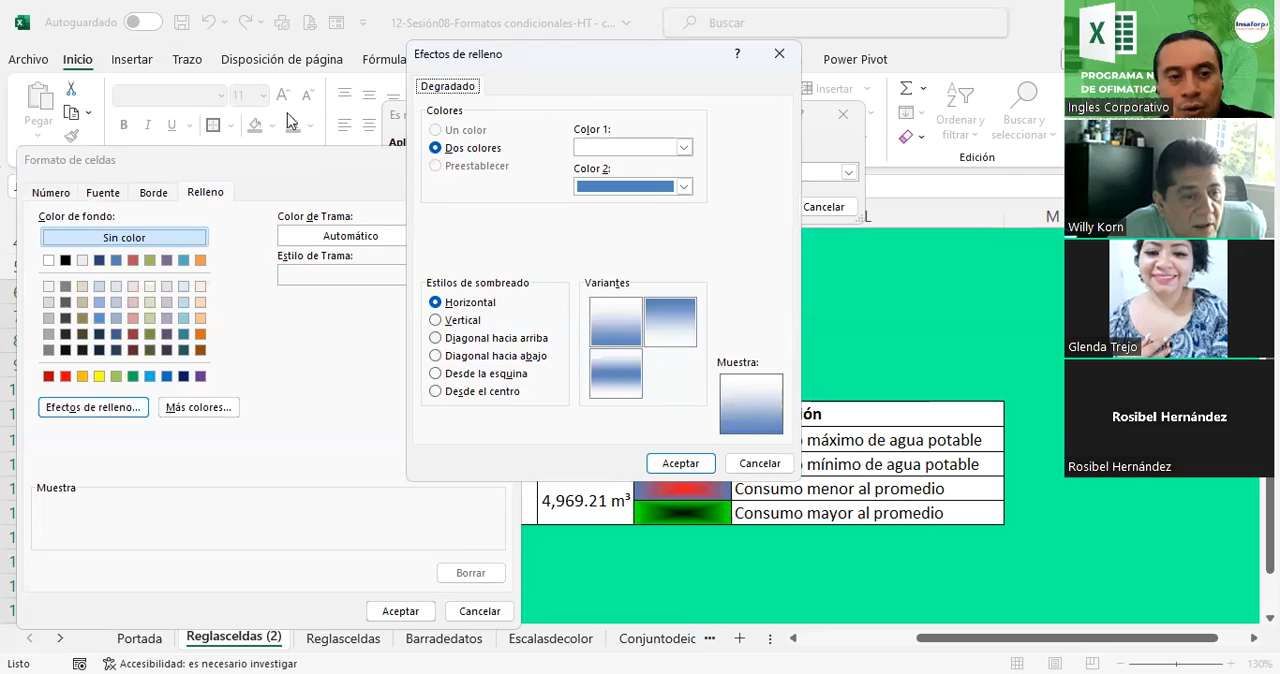 Autoguardado
12-Sesión08-Formatos condicionales-HT - c...
Buscar
Archivo Inicio Insertar Trazo Disposición de página Fórmula Power Pivot
Pegar
11
Insertar
Ordenar y filtrar
Buscar y seleccionar
Edición
Es n
Apl
Cancelar
L M
Formato de celdas
Número Fuente Borde Relleno
Color de fondo:
Sin color
Color de Trama:
Automático
Estilo de Trama:
Efectos de relleno...
Más colores...
Muestra
Borrar
Aceptar
Cancelar
Efectos de relleno
?
Degradado
Colores
Un color
Dos colores
Preestablecer
Color 1:
Color 2:
Estilos de sombreado
Horizontal
Vertical
Diagonal hacia arriba
Diagonal hacia abajo
Desde la esquina
Desde el centro
Variantes
Muestra:
Aceptar
Cancelar
ión
o máximo de agua potable
o mínimo de agua potable
4,969.21 m³
Consumo menor al promedio
Consumo mayor al promedio
Portada Reglasceldas (2) Reglasceldas Barradedatos Escalasdecolor Conjuntodeic ...
Listo
Accesibilidad: es necesario investigar
130%
X
Insaforp
PROGRAMA N
DE OFIMÁTICA
Ingles Corporativo
Willy Korn
Glenda Trejo
Rosibel Hernández
Rosibel Hernández